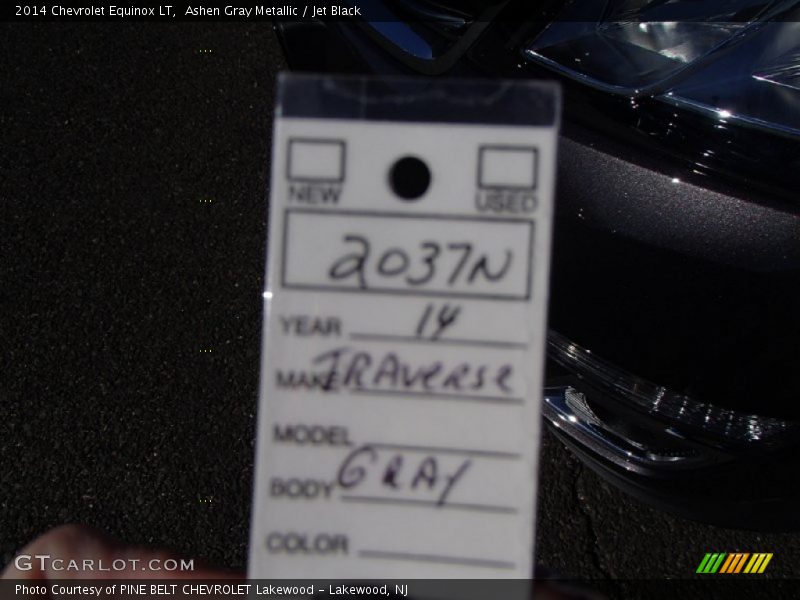 2014 Chevrolet Equinox LT,  Ashen Gray Metallic / Jet Black
NEW USED
2037N
YEAR 14
MAKE TRAVERSE
MODEL
BODY GRAY
COLOR
GTCARLOT.COM
Photo Courtesy of PINE BELT CHEVROLET Lakewood - Lakewood, NJ